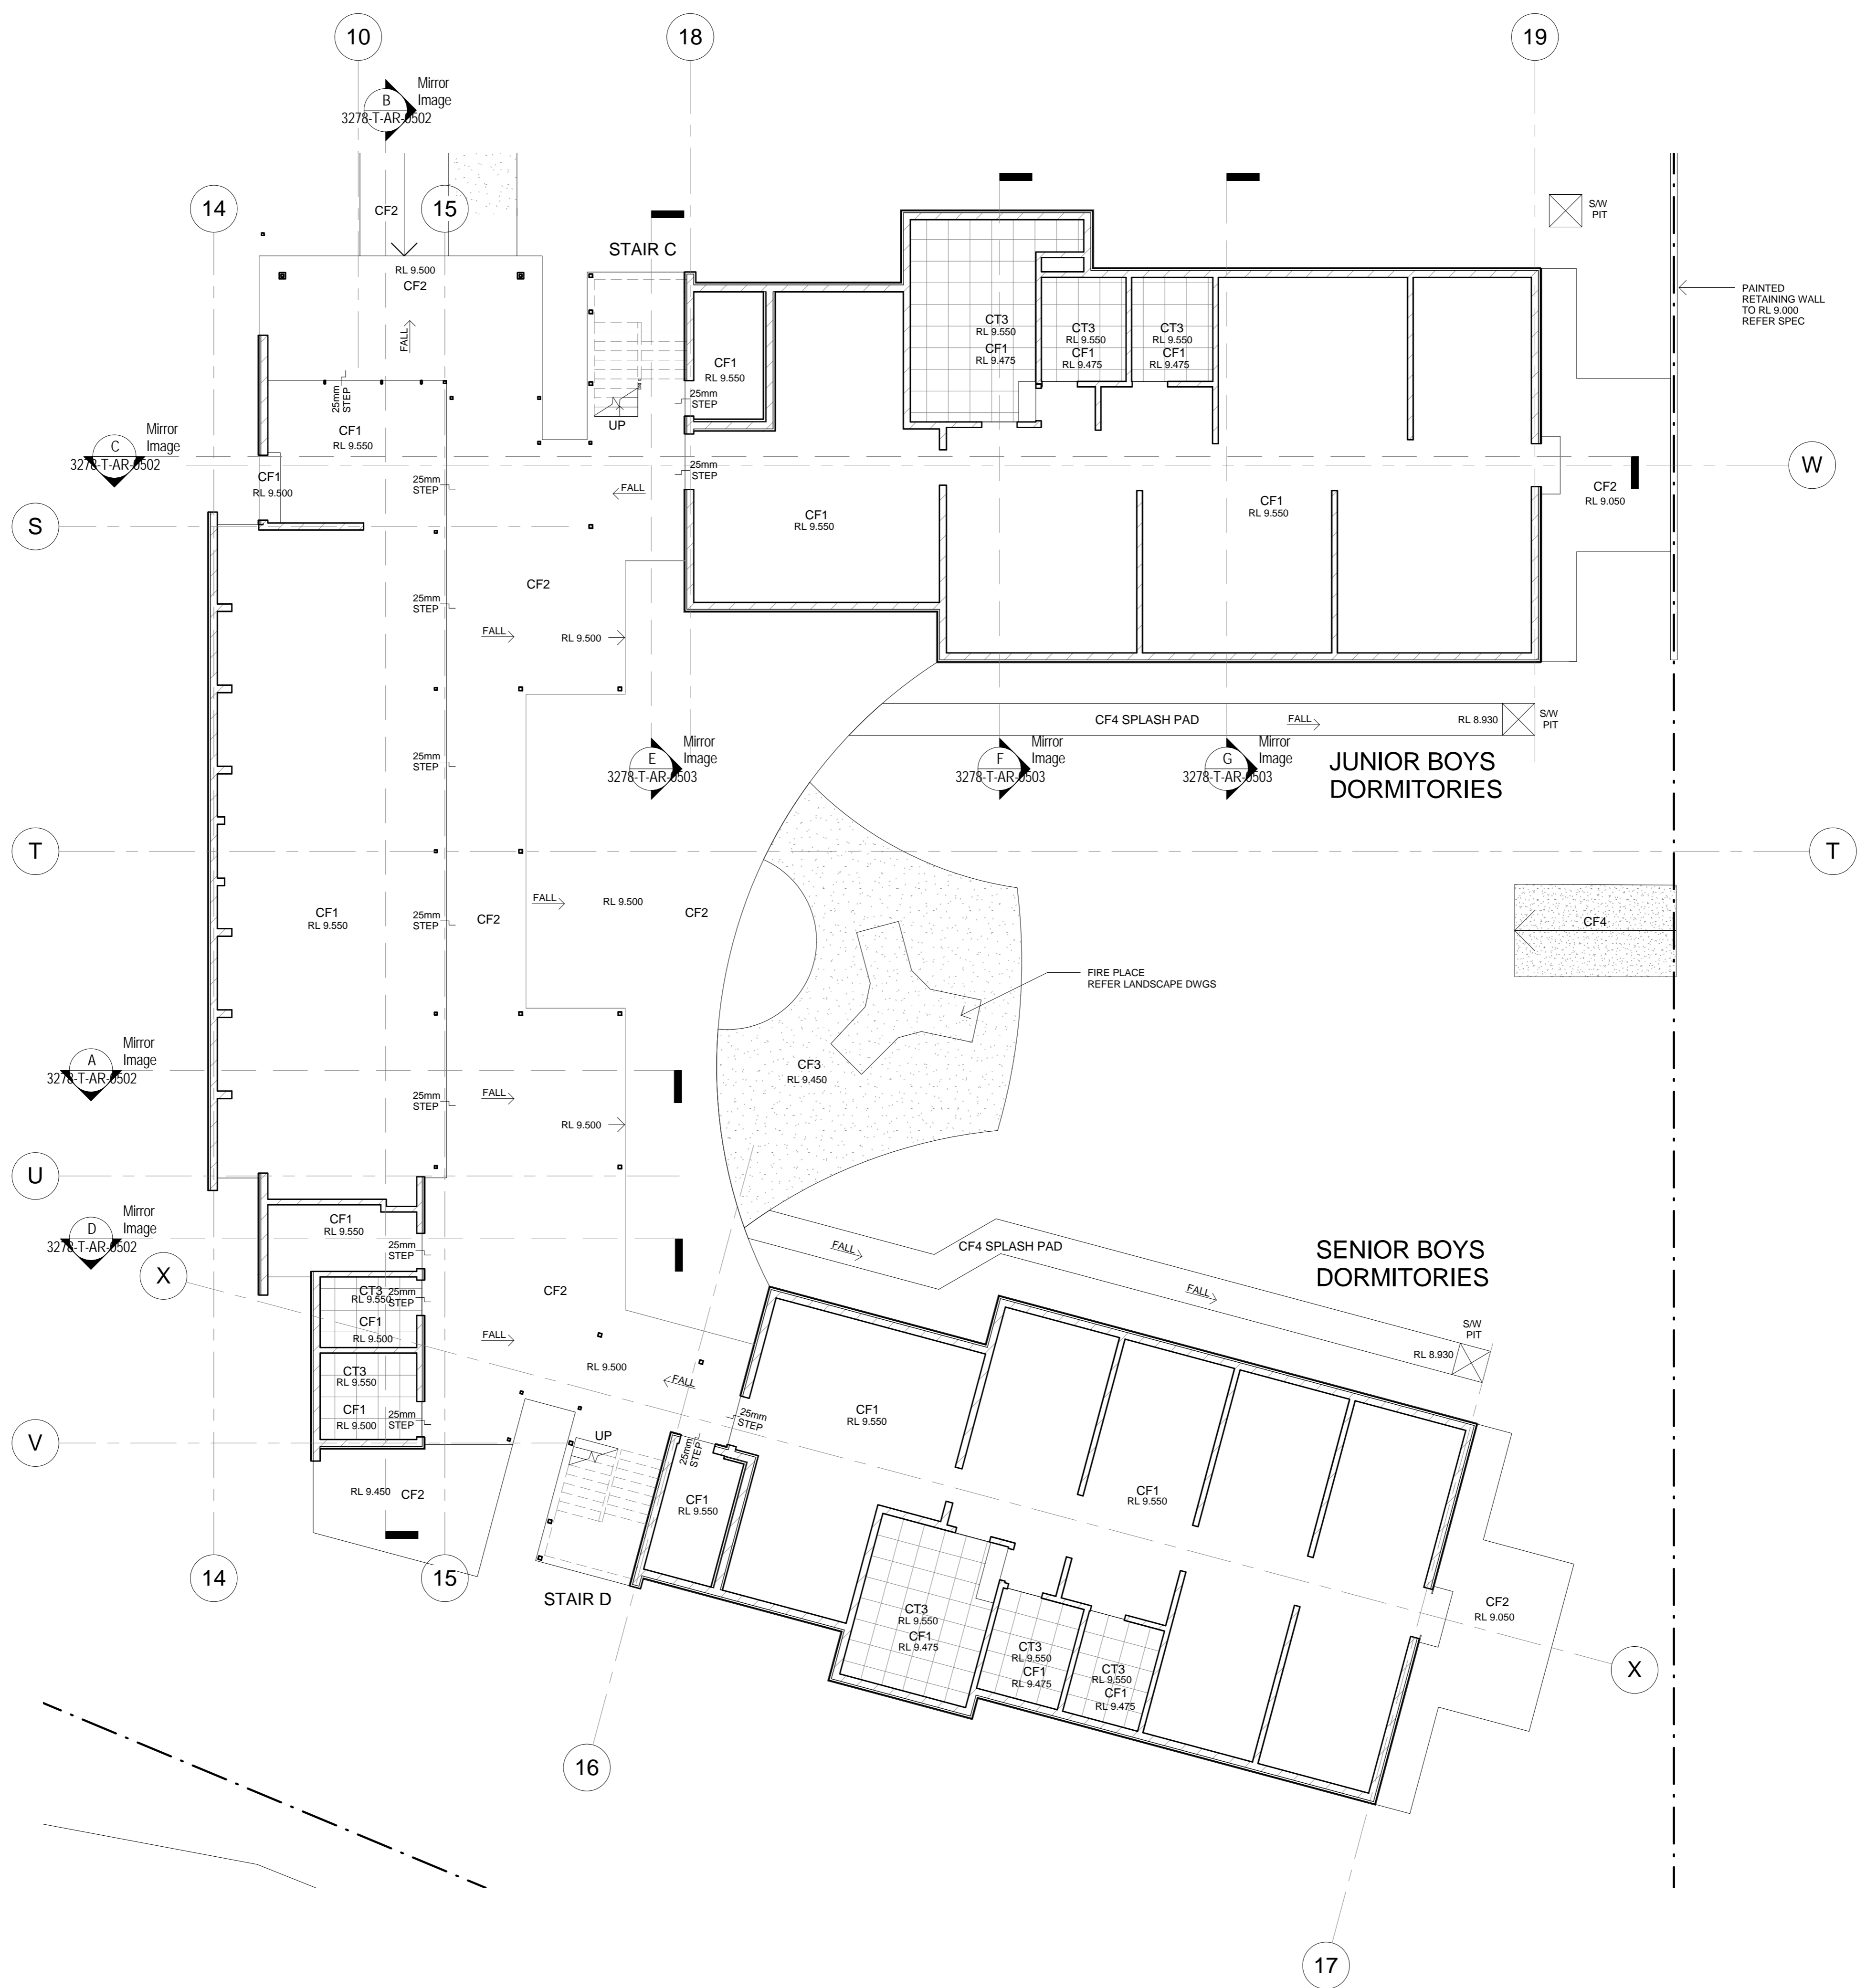 10
18
19
B
Mirror
Image
3278-T-AR-0502
14
CF2
15
S/W
PIT
STAIR C
RL 9.500
CF2
PAINTED
RETAINING WALL
TO RL 9.000
REFER SPEC
FALL
CT3
RL 9.550
CF1
RL 9.475
CT3
RL 9.550
CF1
RL 9.475
CT3
RL 9.550
CF1
RL 9.475
CF1
RL 9.550
25mm
STEP
25mm
STEP
UP
C
Mirror
Image
3278-T-AR-0502
CF1
RL 9.550
CF1
RL 9.500
25mm
STEP
FALL
25mm
STEP
W
CF2
RL 9.050
CF1
RL 9.550
CF1
RL 9.550
S
25mm
STEP
CF2
FALL
RL 9.500
CF4 SPLASH PAD
FALL
RL 8.930
S/W
PIT
25mm
STEP
E
Mirror
Image
3278-T-AR-0503
F
Mirror
Image
3278-T-AR-0503
G
Mirror
Image
3278-T-AR-0503
JUNIOR BOYS
DORMITORIES
T
T
CF1
RL 9.550
25mm
STEP
CF2
FALL
RL 9.500
CF2
CF4
FIRE PLACE
REFER LANDSCAPE DWGS
A
Mirror
Image
3278-T-AR-0502
CF3
RL 9.450
25mm
STEP
FALL
RL 9.500
U
D
Mirror
Image
3278-T-AR-0502
CF1
RL 9.550
25mm
STEP
FALL
CF4 SPLASH PAD
SENIOR BOYS
DORMITORIES
X
CT3
RL 9.550
25mm
STEP
CF1
RL 9.500
CF2
FALL
FALL
S/W
PIT
RL 8.930
RL 9.500
FALL
CT3
RL 9.550
CF1
RL 9.500
25mm
STEP
25mm
STEP
CF1
RL 9.550
V
UP
25mm
STEP
RL 9.450
CF2
CF1
RL 9.550
CF1
RL 9.550
14
15
STAIR D
CT3
RL 9.550
CF1
RL 9.475
CT3
RL 9.550
CF1
RL 9.475
CT3
RL 9.550
CF1
RL 9.475
CF2
RL 9.050
X
16
17